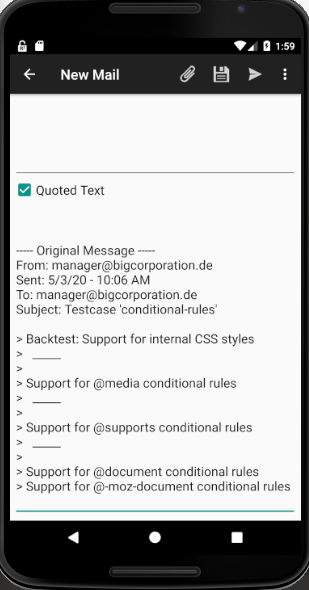 1:59
New Mail
Quoted Text
----- Original Message -----
From: manager@bigcorporation.de
Sent: 5/3/20 - 10:06 AM
To: manager@bigcorporation.de
Subject: Testcase 'conditional-rules'
> Backtest: Support for internal CSS styles
> _____
>
> Support for @media conditional rules
> _____
>
> Support for @supports conditional rules
> _____
>
> Support for @document conditional rules
> Support for @-moz-document conditional rules